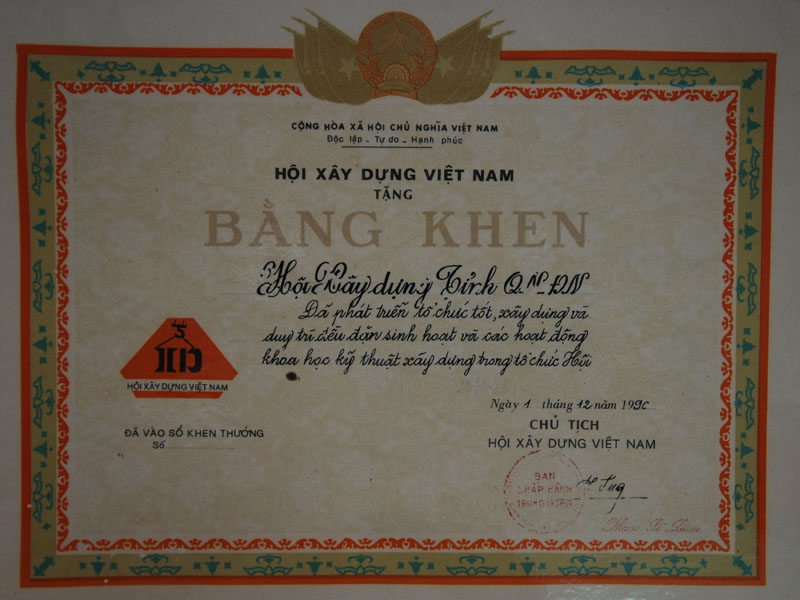 CỘNG HÒA XÃ HỘI CHỦ NGHĨA VIỆT NAM
Độc lập - Tự do - Hạnh phúc
HỘI XÂY DỰNG VIỆT NAM
TẶNG
BẰNG KHEN
Hội Xây dựng Tỉnh Q.N-ĐN
Đã phát triển tổ chức tốt, xây dựng và
duy trì đều đặn sinh hoạt và các hoạt động
khoa học kỹ thuật xây dựng trong tổ chức Hội
HỘI XÂY DỰNG VIỆT NAM
ĐÃ VÀO SỔ KHEN THƯỞNG
Số
Ngày 1 tháng 12 năm 1990
CHỦ TỊCH
HỘI XÂY DỰNG VIỆT NAM
BAN
CHẤP HÀNH
TRUNG ƯƠNG